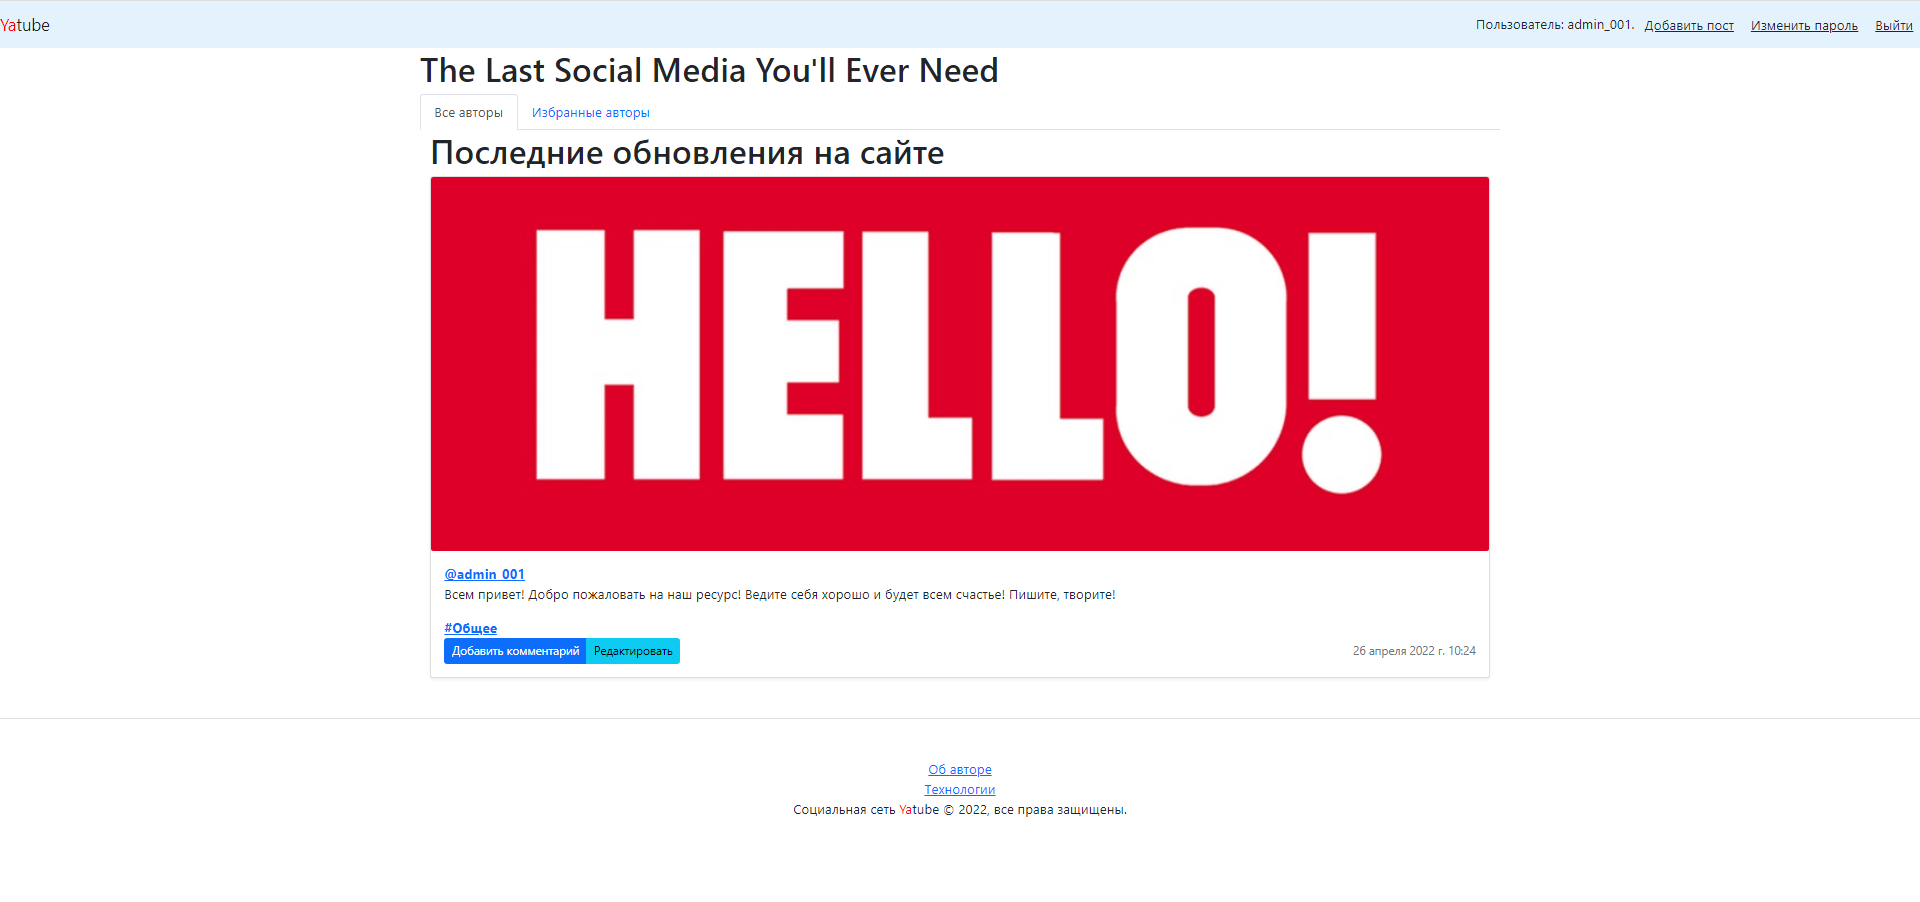 Yatube
Пользователь: admin_001. Добавить пост Изменить пароль Выйти
The Last Social Media You'll Ever Need
Все авторы Избранные авторы
Последние обновления на сайте
HELLO!
@admin_001
Всем привет! Добро пожаловать на наш ресурс! Ведите себя хорошо и будет всем счастье! Пишите, творите!
#Общее
Добавить комментарий Редактировать 26 апреля 2022 г. 10:24
Об авторе
Технологии
Социальная сеть Yatube © 2022, все права защищены.